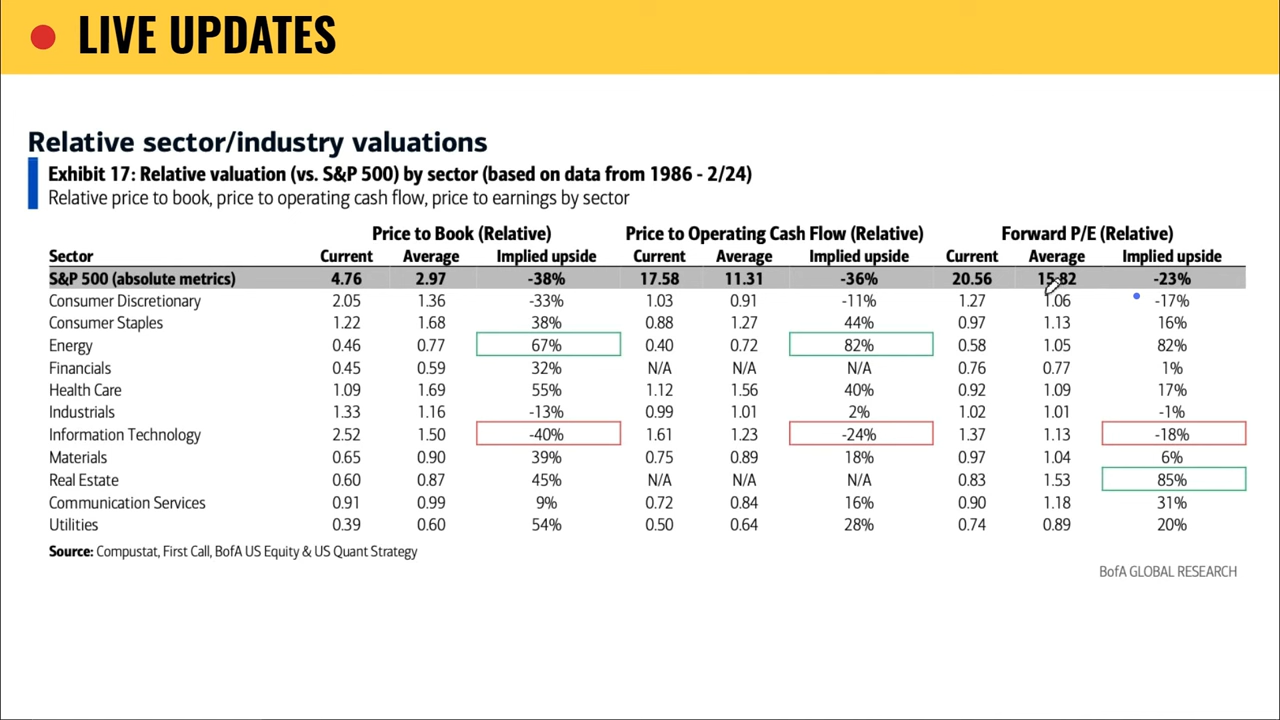 LIVE UPDATES
Relative sector/industry valuations
Exhibit 17: Relative valuation (vs. S&P 500) by sector (based on data from 1986 - 2/24)
Relative price to book, price to operating cash flow, price to earnings by sector
Price to Book (Relative) Price to Operating Cash Flow (Relative) Forward P/E (Relative)
Sector Current Average Implied upside Current Average Implied upside Current Average Implied upside
S&P 500 (absolute metrics) 4.76 2.97 -38% 17.58 11.31 -36% 20.56 15.82 -23%
Consumer Discretionary 2.05 1.36 -33% 1.03 0.91 -11% 1.27 1.06 -17%
Consumer Staples 1.22 1.68 38% 0.88 1.27 44% 0.97 1.13 16%
Energy 0.46 0.77 67% 0.40 0.72 82% 0.58 1.05 82%
Financials 0.45 0.59 32% N/A N/A N/A 0.76 0.77 1%
Health Care 1.09 1.69 55% 1.12 1.56 40% 0.92 1.09 17%
Industrials 1.33 1.16 -13% 0.99 1.01 2% 1.02 1.01 -1%
Information Technology 2.52 1.50 -40% 1.61 1.23 -24% 1.37 1.13 -18%
Materials 0.65 0.90 39% 0.75 0.89 18% 0.97 1.04 6%
Real Estate 0.60 0.87 45% N/A N/A N/A 0.83 1.53 85%
Communication Services 0.91 0.99 9% 0.72 0.84 16% 0.90 1.18 31%
Utilities 0.39 0.60 54% 0.50 0.64 28% 0.74 0.89 20%
Source: Compustat, First Call, BofA US Equity & US Quant Strategy
BofA GLOBAL RESEARCH